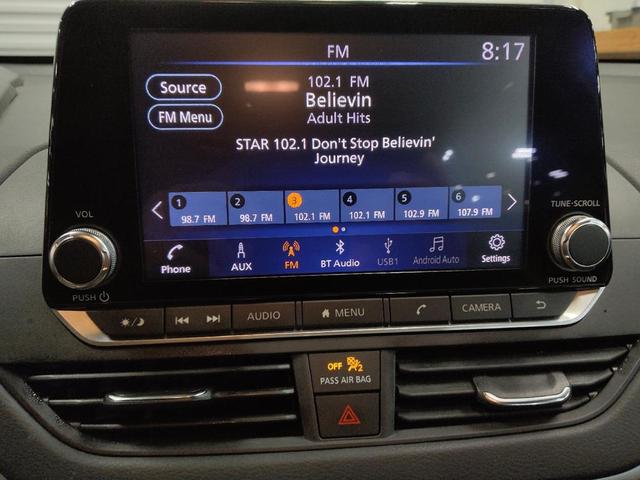 FM
8:17
Source
102.1 FM
Believin
FM Menu
Adult Hits
STAR 102.1 Don't Stop Believin'
Journey
1 2 3 4 5 6
98.7 FM 98.7 FM 102.1 FM 102.1 FM 102.9 FM 107.9 FM
Phone AUX FM BT Audio USB1 Android Auto Settings
VOL
TUNE•SCROLL
PUSH
PUSH SOUND
AUDIO MENU CAMERA
OFF 2
PASS AIR BAG